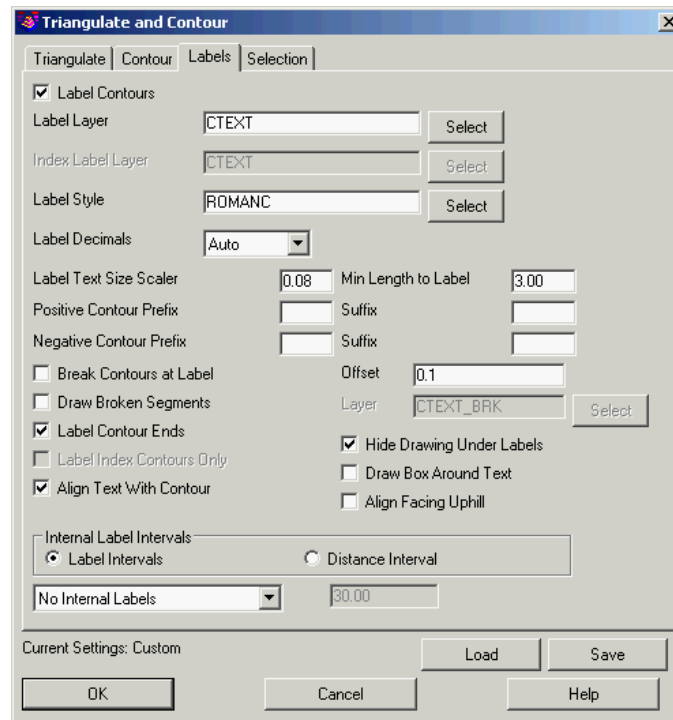 Triangulate and Contour
Triangulate Contour Labels Selection
Label Contours
Label Layer CTEXT Select
Index Label Layer CTEXT Select
Label Style ROMANC Select
Label Decimals Auto
Label Text Size Scaler 0.08 Min Length to Label 3.00
Positive Contour Prefix Suffix
Negative Contour Prefix Suffix
Break Contours at Label Offset 0.1
Draw Broken Segments Layer CTEXT_BRK Select
Label Contour Ends Hide Drawing Under Labels
Label Index Contours Only Draw Box Around Text
Align Text With Contour Align Facing Uphill
Internal Label Intervals
Label Intervals Distance Interval
No Internal Labels 30.00
Current Settings: Custom Load Save
OK Cancel Help